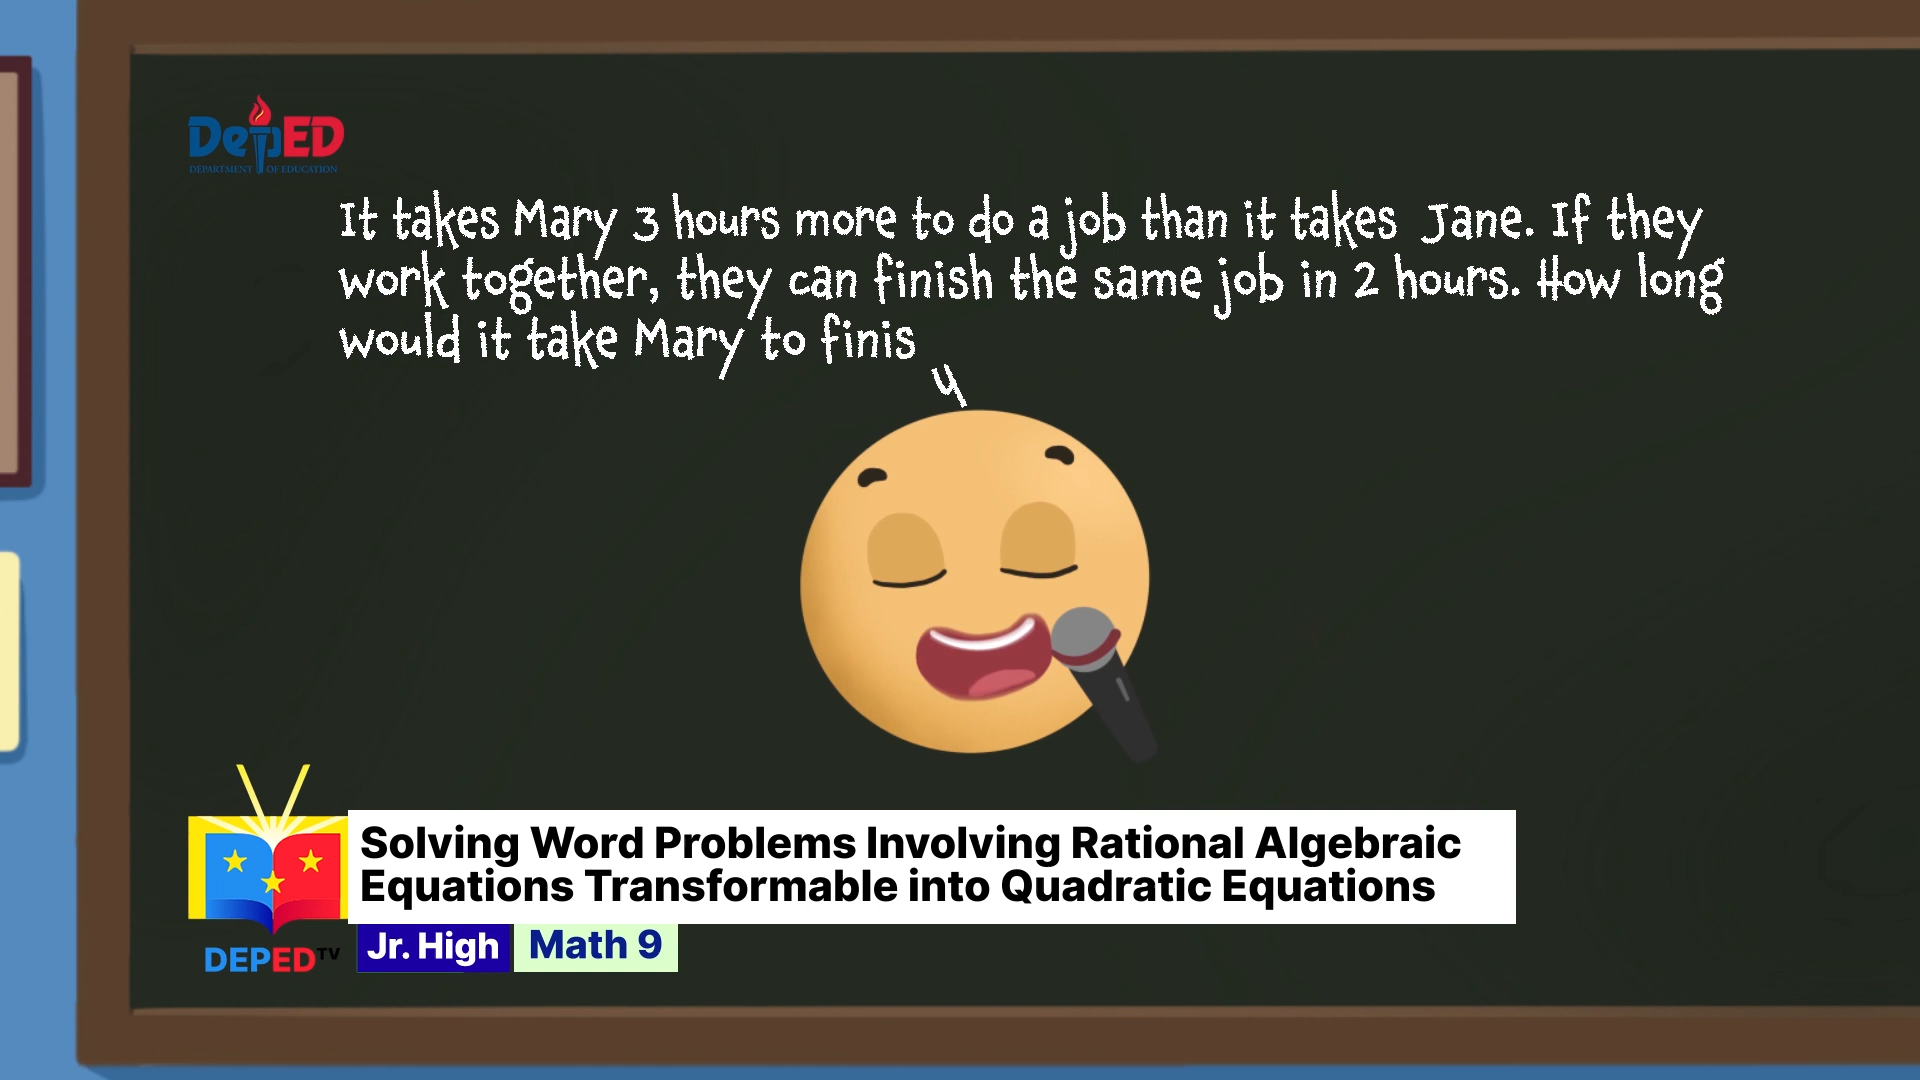 DepED
DEPARTMENT OF EDUCATION
It takes Mary 3 hours more to do a job than it takes Jane. If they
work together, they can finish the same job in 2 hours. How long
would it take Mary to finis
Solving Word Problems Involving Rational Algebraic
Equations Transformable into Quadratic Equations
DEPED TV
Jr. High
Math 9